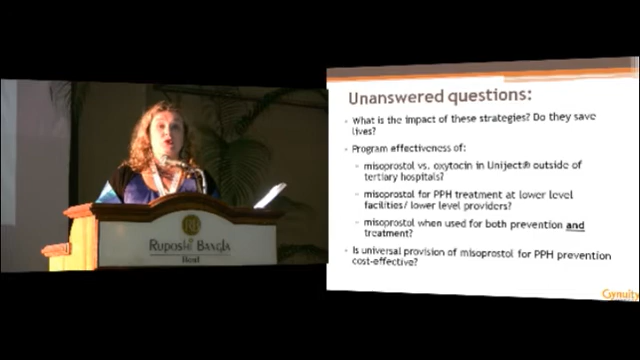 RB
Ruposhi Bangla
Hotel
Unanswered questions:
What is the impact of these strategies? Do they save
lives?
Program effectiveness of:
misoprostol vs. oxytocin in Uniject® outside of
tertiary hospitals?
misoprostol for PPH treatment at lower level
facilities/ lower level providers?
misoprostol when used for both prevention and
treatment?
Is universal provision of misoprostol for PPH prevention
cost-effective?
Gynuity